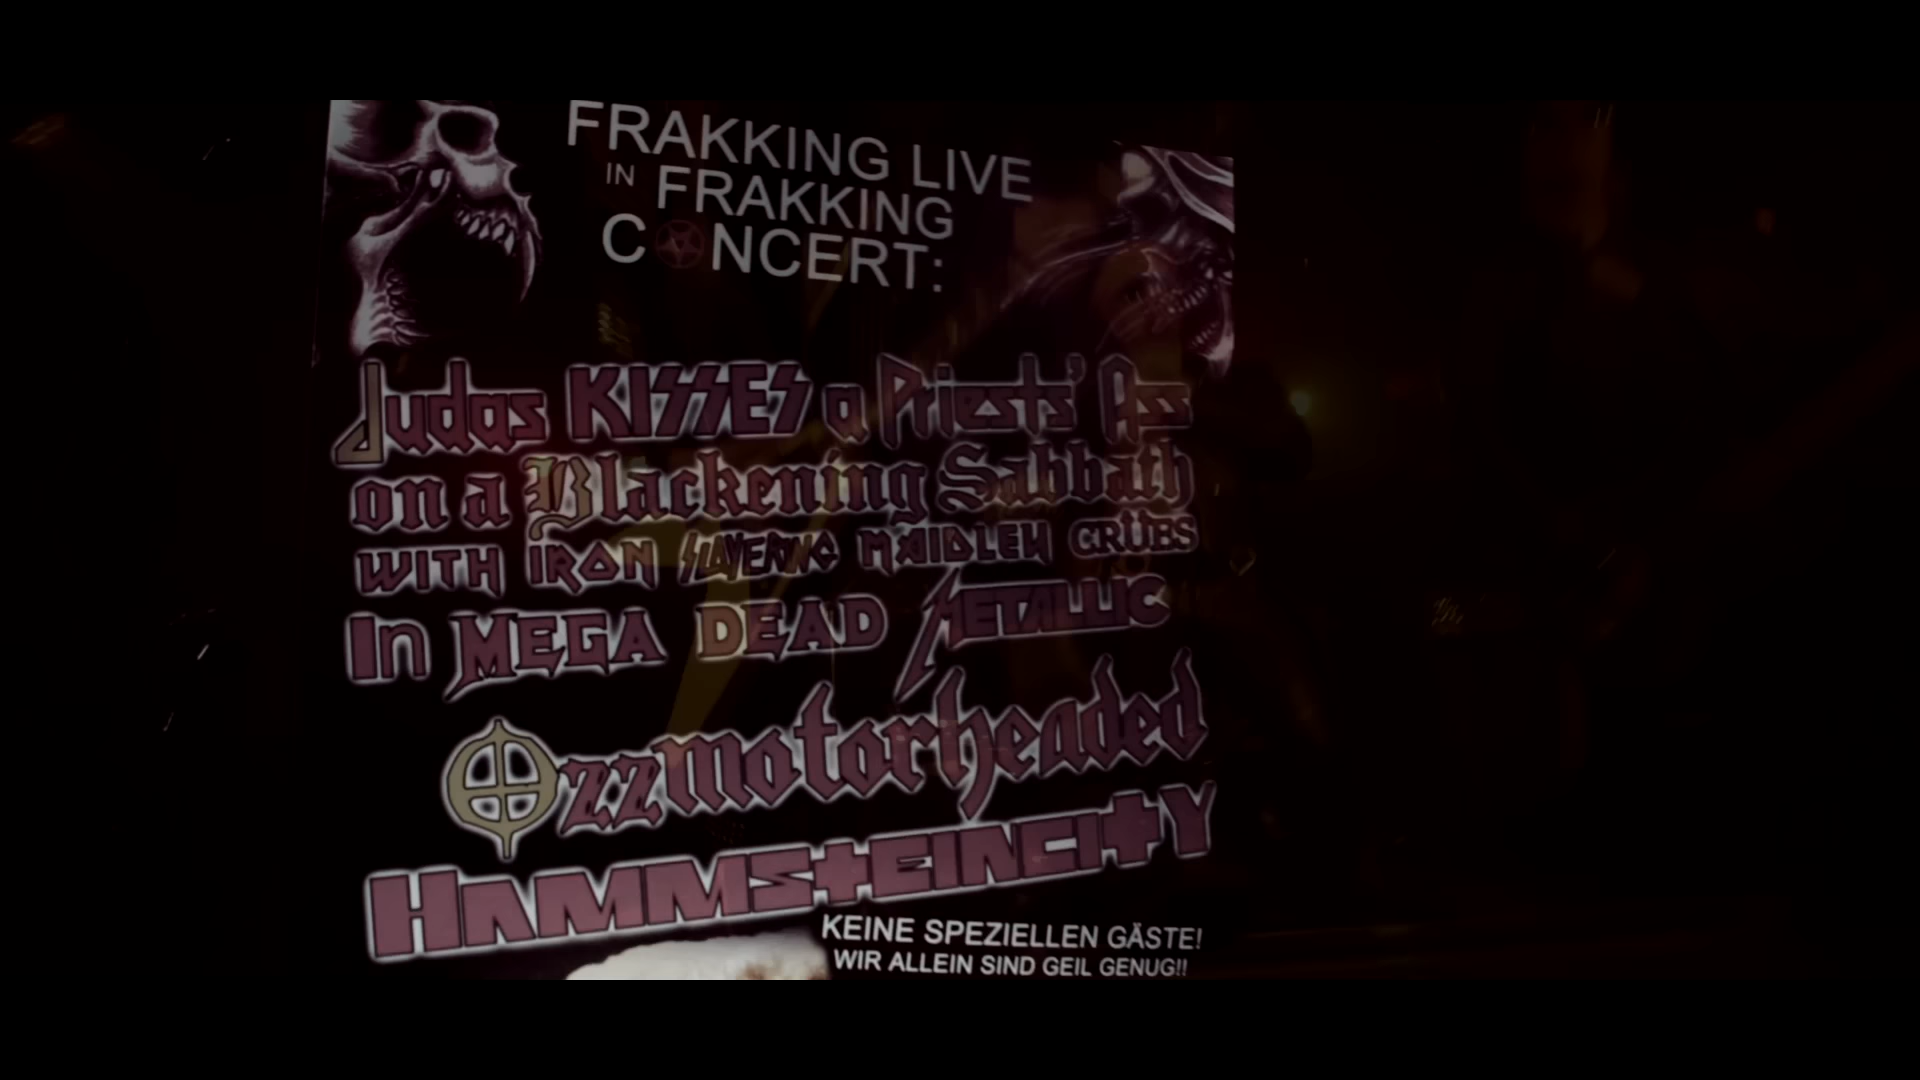 FRAKKING LIVE
IN FRAKKING
CONCERT:
Judas KISSES a Priests' Ass
on a Blackening Sabbath
WITH IRON SLAYERING MAIDLEN CRÜES
In MEGA DEAD METALLIC
Ozzmotorheaded
HAMMSTEINCITY
KEINE SPEZIELLEN GÄSTE!
WIR ALLEIN SIND GEIL GENUG!!